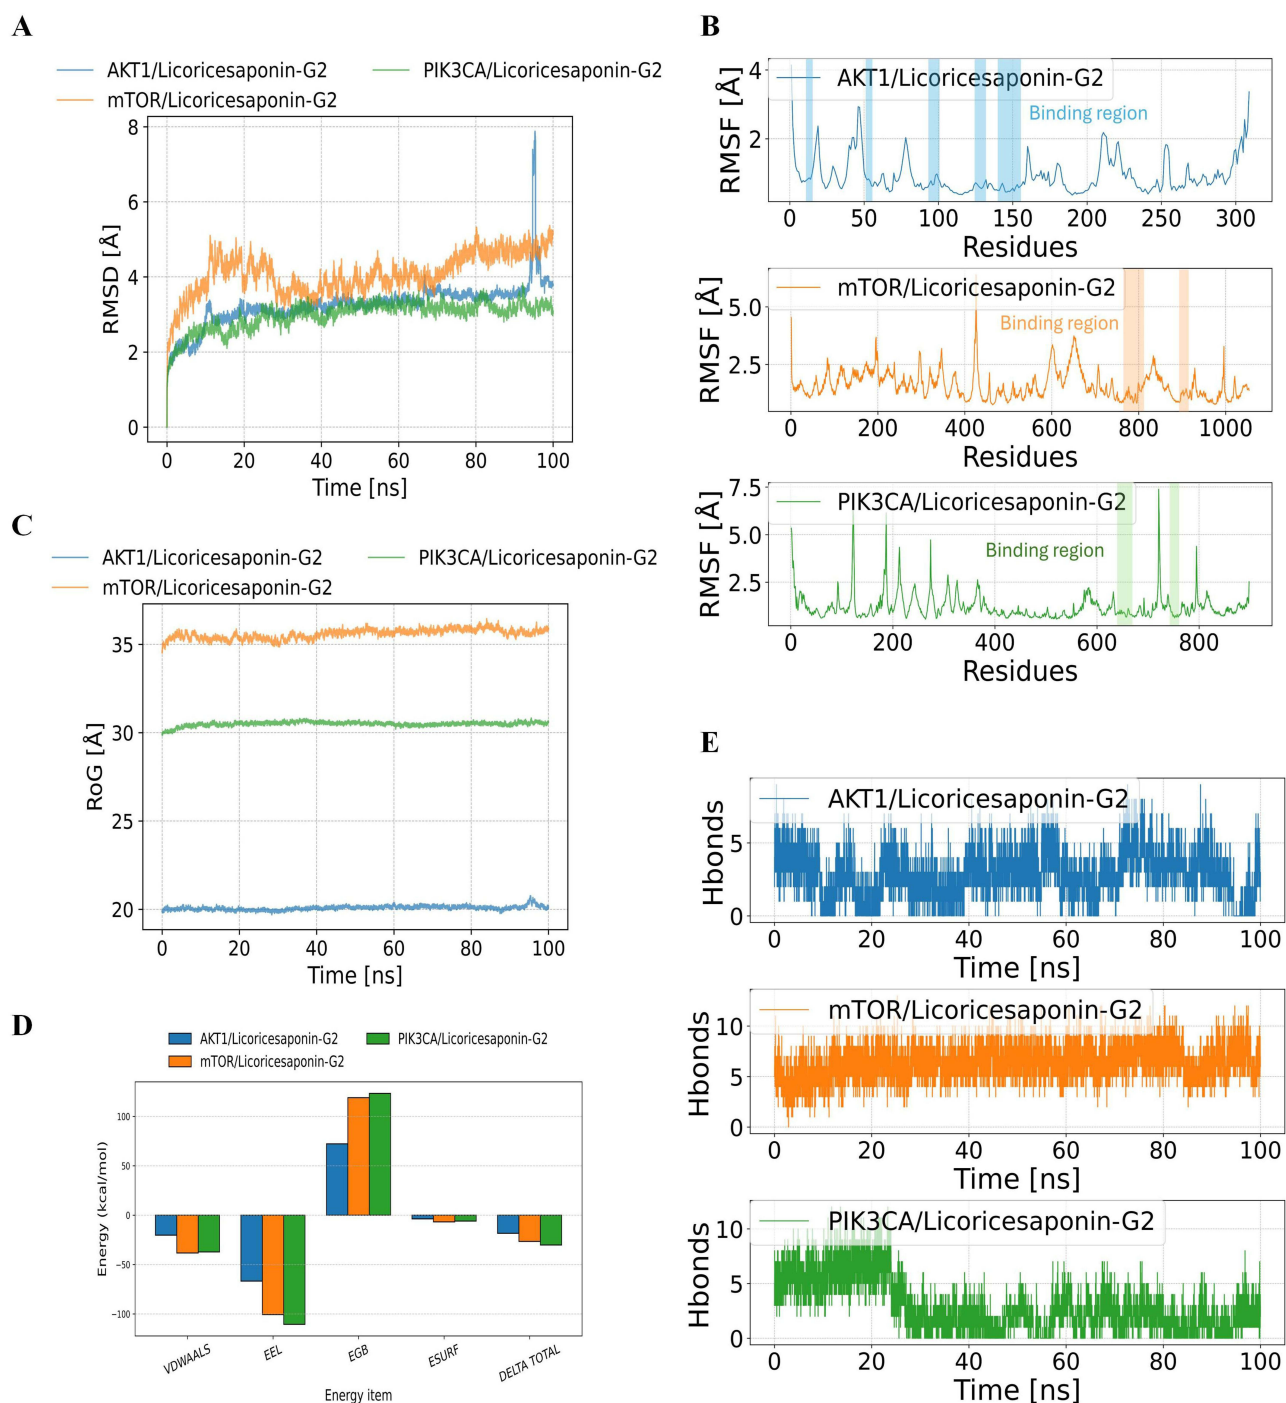 A
AKT1/Licoricesaponin-G2
PIK3CA/Licoricesaponin-G2
mTOR/Licoricesaponin-G2
8
6
4
2
0
RMSD [Å]
0 20 40 60 80 100
Time [ns]
B
AKT1/Licoricesaponin-G2
Binding region
4
2
RMSF [Å]
0 50 100 150 200 250 300
Residues
mTOR/Licoricesaponin-G2
Binding region
5.0
2.5
RMSF [Å]
0 200 400 600 800 1000
Residues
PIK3CA/Licoricesaponin-G2
Binding region
7.5
5.0
2.5
RMSF [Å]
0 200 400 600 800
Residues
C
AKT1/Licoricesaponin-G2
PIK3CA/Licoricesaponin-G2
mTOR/Licoricesaponin-G2
35
30
25
20
RoG [Å]
0 20 40 60 80 100
Time [ns]
D
AKT1/Licoricesaponin-G2
PIK3CA/Licoricesaponin-G2
mTOR/Licoricesaponin-G2
100
50
0
−50
−100
Energy (kcal/mol)
VDWAALS EEL EGB ESURF DELTA TOTAL
Energy item
E
AKT1/Licoricesaponin-G2
5
0
Hbonds
0 20 40 60 80 100
Time [ns]
mTOR/Licoricesaponin-G2
10
5
0
Hbonds
0 20 40 60 80 100
Time [ns]
PIK3CA/Licoricesaponin-G2
10
5
0
Hbonds
0 20 40 60 80 100
Time [ns]